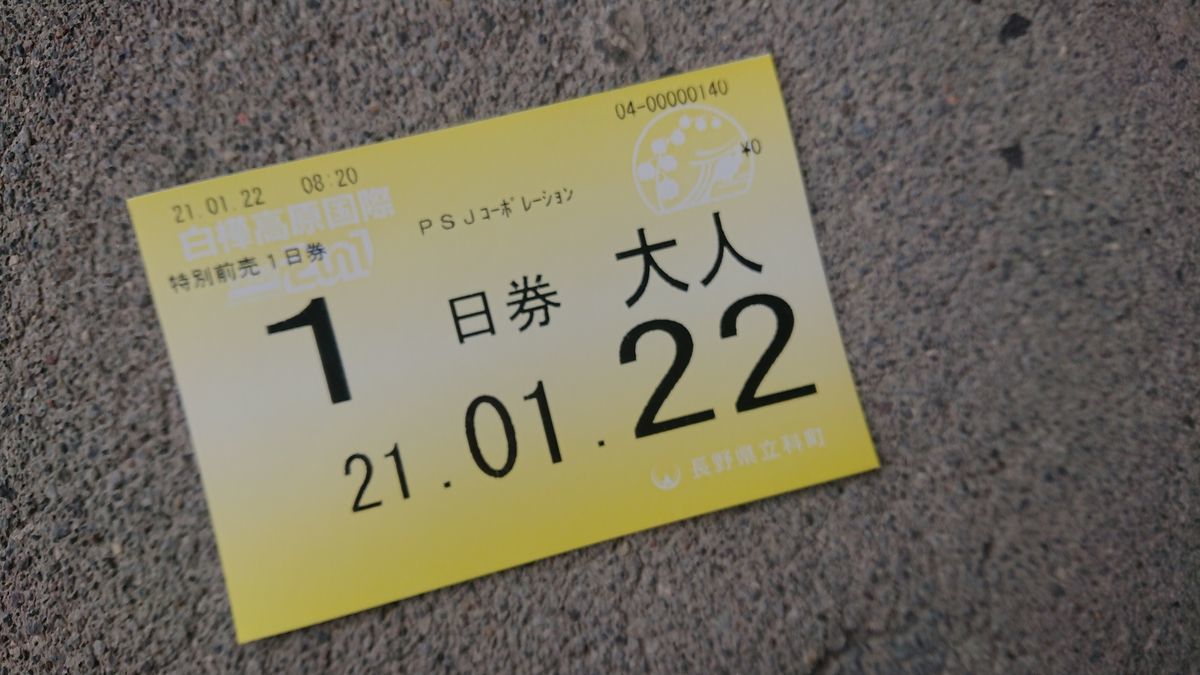 04-00000140
21.01.22 08:20
¥0
白樺高原国際
PSJｺｰﾎﾟﾚｰｼｮﾝ
特別前売1日券
1 日券 大人
21.01.22
長野県立科町